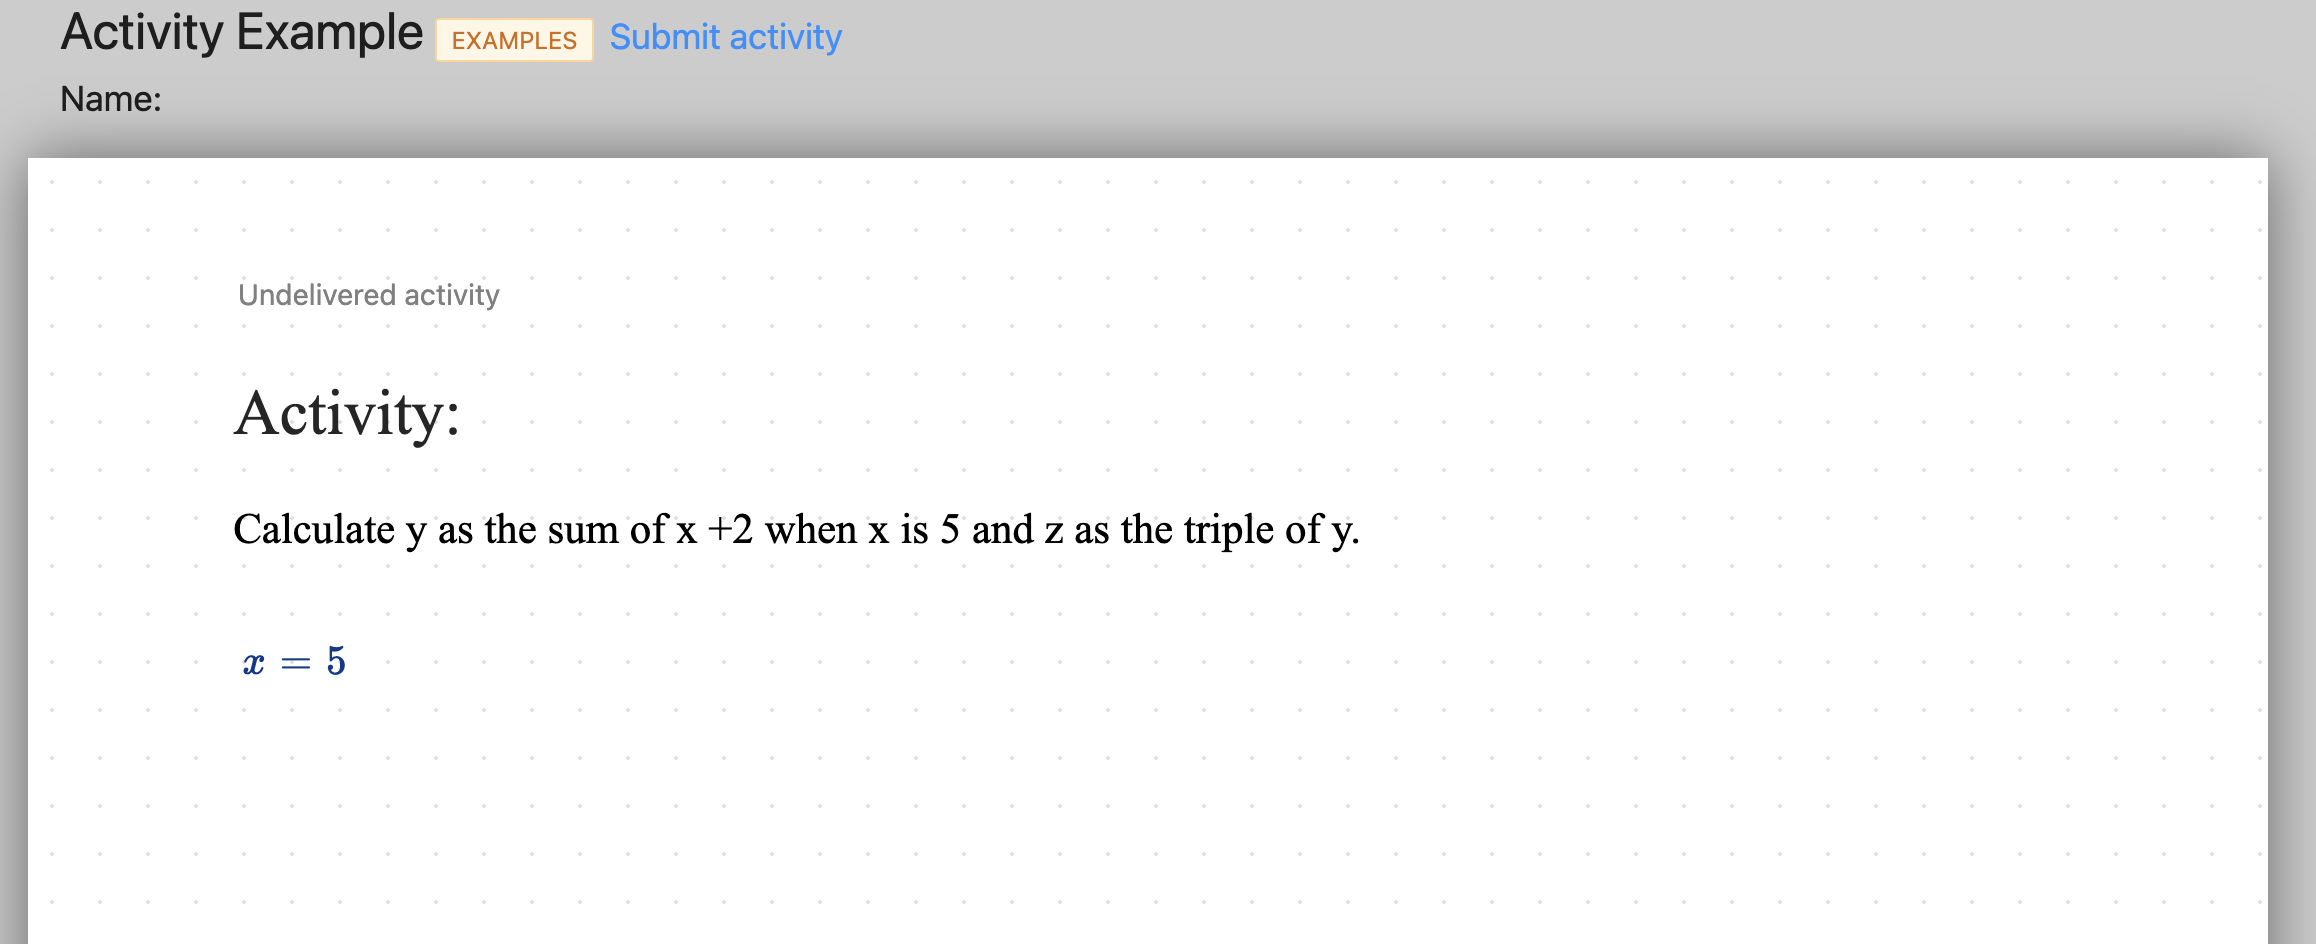 Activity Example EXAMPLES Submit activity
Name:
Undelivered activity
Activity:
Calculate y as the sum of x +2 when x is 5 and z as the triple of y.
x = 5